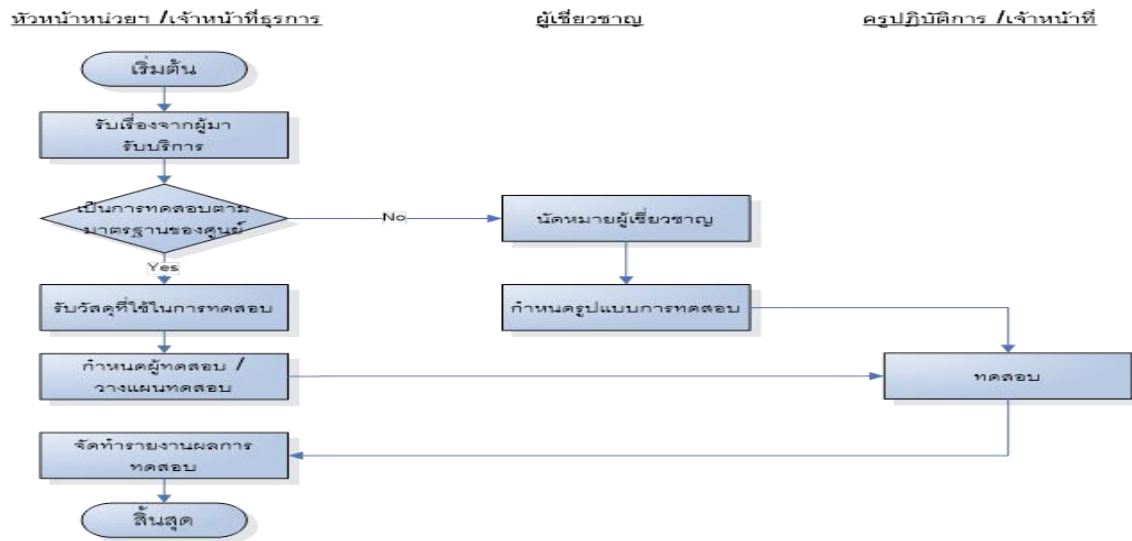 หัวหน้าหน่วยฯ /เจ้าหน้าที่ธุรการ
ผู้เชี่ยวชาญ
ครูปฏิบัติการ /เจ้าหน้าที่
เริ่มต้น
รับเรื่องจากผู้มา
รับบริการ
เป็นการทดสอบตาม
มาตรฐานของศูนย์
No
นัดหมายผู้เชี่ยวชาญ
Yes
รับวัสดุที่ใช้ในการทดสอบ
กำหนดรูปแบบการทดสอบ
กำหนดผู้ทดสอบ /
วางแผนทดสอบ
ทดสอบ
จัดทำรายงานผลการ
ทดสอบ
สิ้นสุด